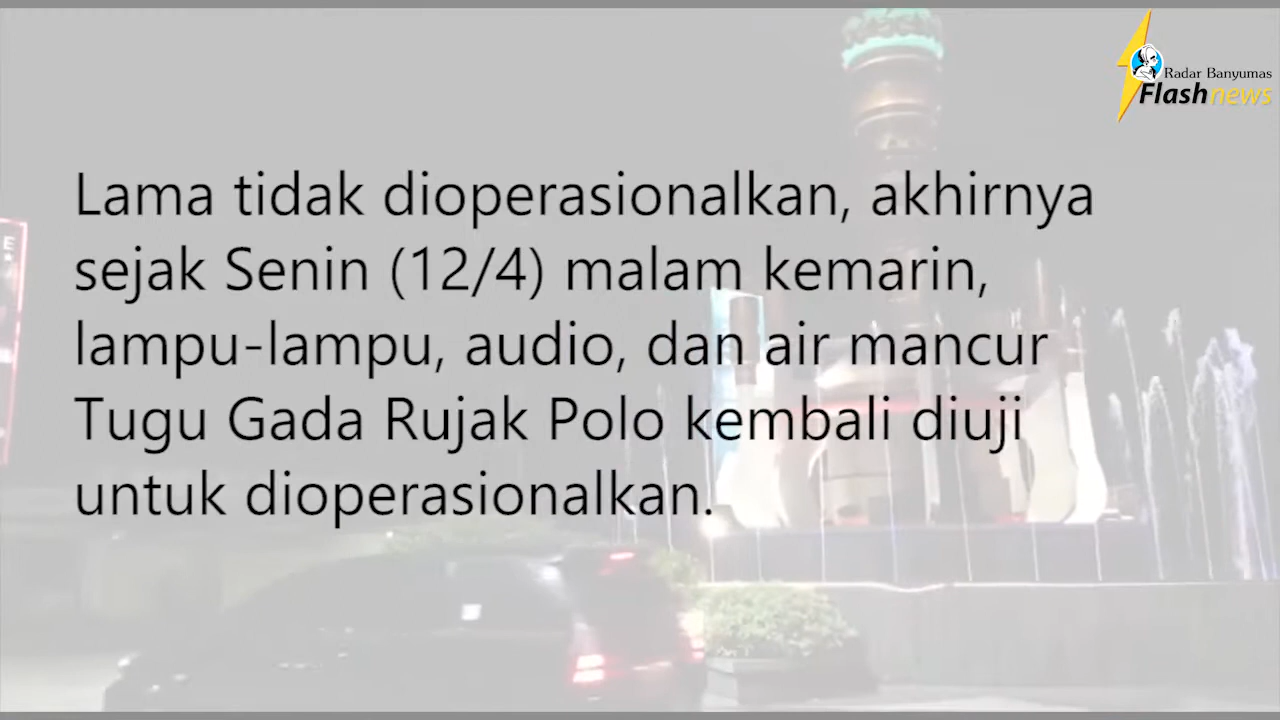 Radar Banyumas
Flash news
Lama tidak dioperasionalkan, akhirnya
sejak Senin (12/4) malam kemarin,
lampu-lampu, audio, dan air mancur
Tugu Gada Rujak Polo kembali diuji
untuk dioperasionalkan.